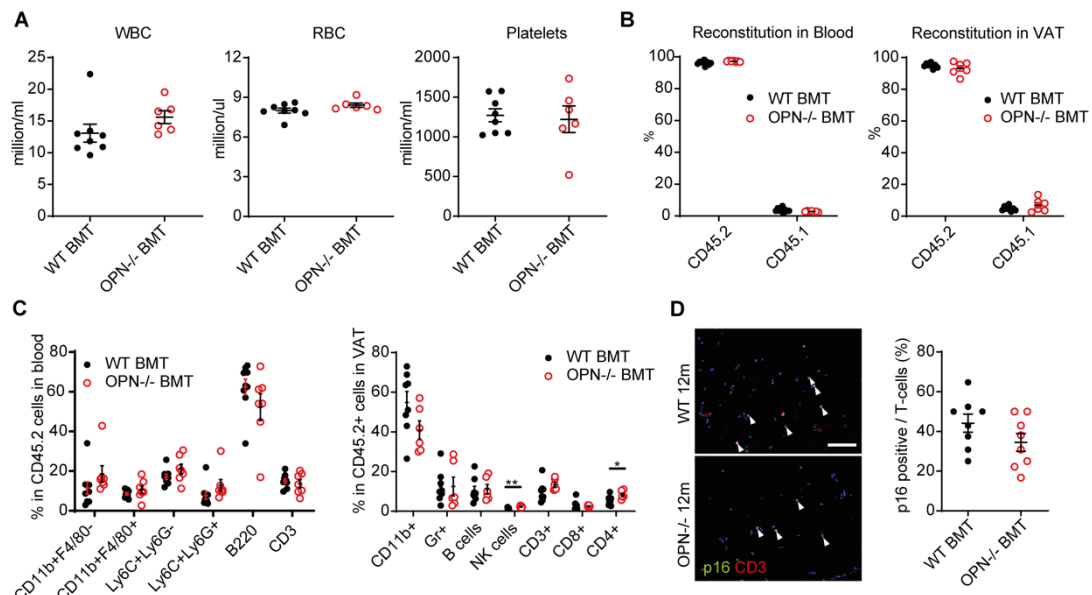 A
WBC
RBC
Platelets
million/ml
25
20
15
10
5
0
WT BMT
OPN-/- BMT
million/ul
12
9
6
3
0
WT BMT
OPN-/- BMT
million/ml
2000
1500
1000
500
0
WT BMT
OPN-/- BMT
B
Reconstitution in Blood
Reconstitution in VAT
%
100
80
60
40
20
0
WT BMT
OPN-/- BMT
CD45.2
CD45.1
%
100
80
60
40
20
0
WT BMT
OPN-/- BMT
CD45.2
CD45.1
C
% in CD45.2 cells in blood
80
60
40
20
0
WT BMT
OPN-/- BMT
CD11b+F4/80-
CD11b+F4/80+
Ly6C+Ly6G-
Ly6C+Ly6G+
B220
CD3
% in CD45.2+ cells in VAT
80
60
40
20
0
WT BMT
OPN-/- BMT
**
*
CD11b+
Gr+
B cells
NK cells
CD3+
CD8+
CD4+
D
WT 12m
OPN-/- 12m
p16 CD3
p16 positive / T-cells (%)
80
60
40
20
0
WT BMT
OPN-/- BMT